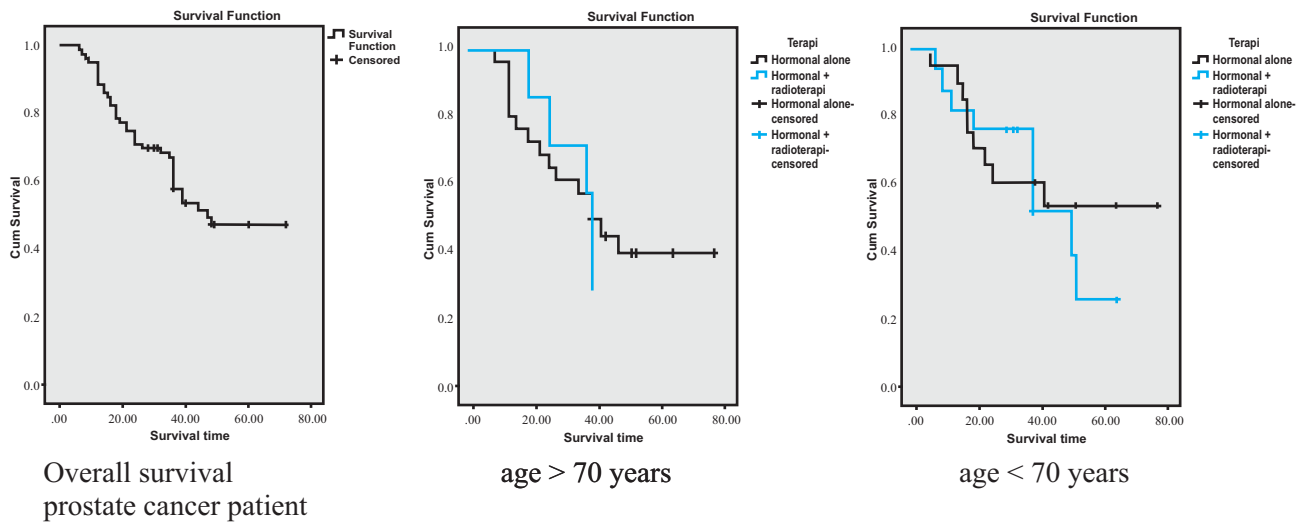 Survival Function
Survival Function
Censored
Cum Survival
1.0
0.8
0.6
0.4
0.2
0.0
.00 20.00 40.00 60.00 80.00
Survival time
Overall survival
prostate cancer patient
Survival Function
Terapi
Hormonal alone
Hormonal +
radioterapi
Hormonal alone-
censored
Hormonal +
radioterapi-
censored
Cum Survival
1.0
0.8
0.6
0.4
0.2
0.0
.00 20.00 40.00 60.00 80.00
Survival time
age > 70 years
Survival Function
Terapi
Hormonal alone
Hormonal +
radioterapi
Hormonal alone-
censored
Hormonal +
radioterapi-
censored
Cum Survival
1.0
0.8
0.6
0.4
0.2
0.0
.00 20.00 40.00 60.00 80.00
Survival time
age < 70 years